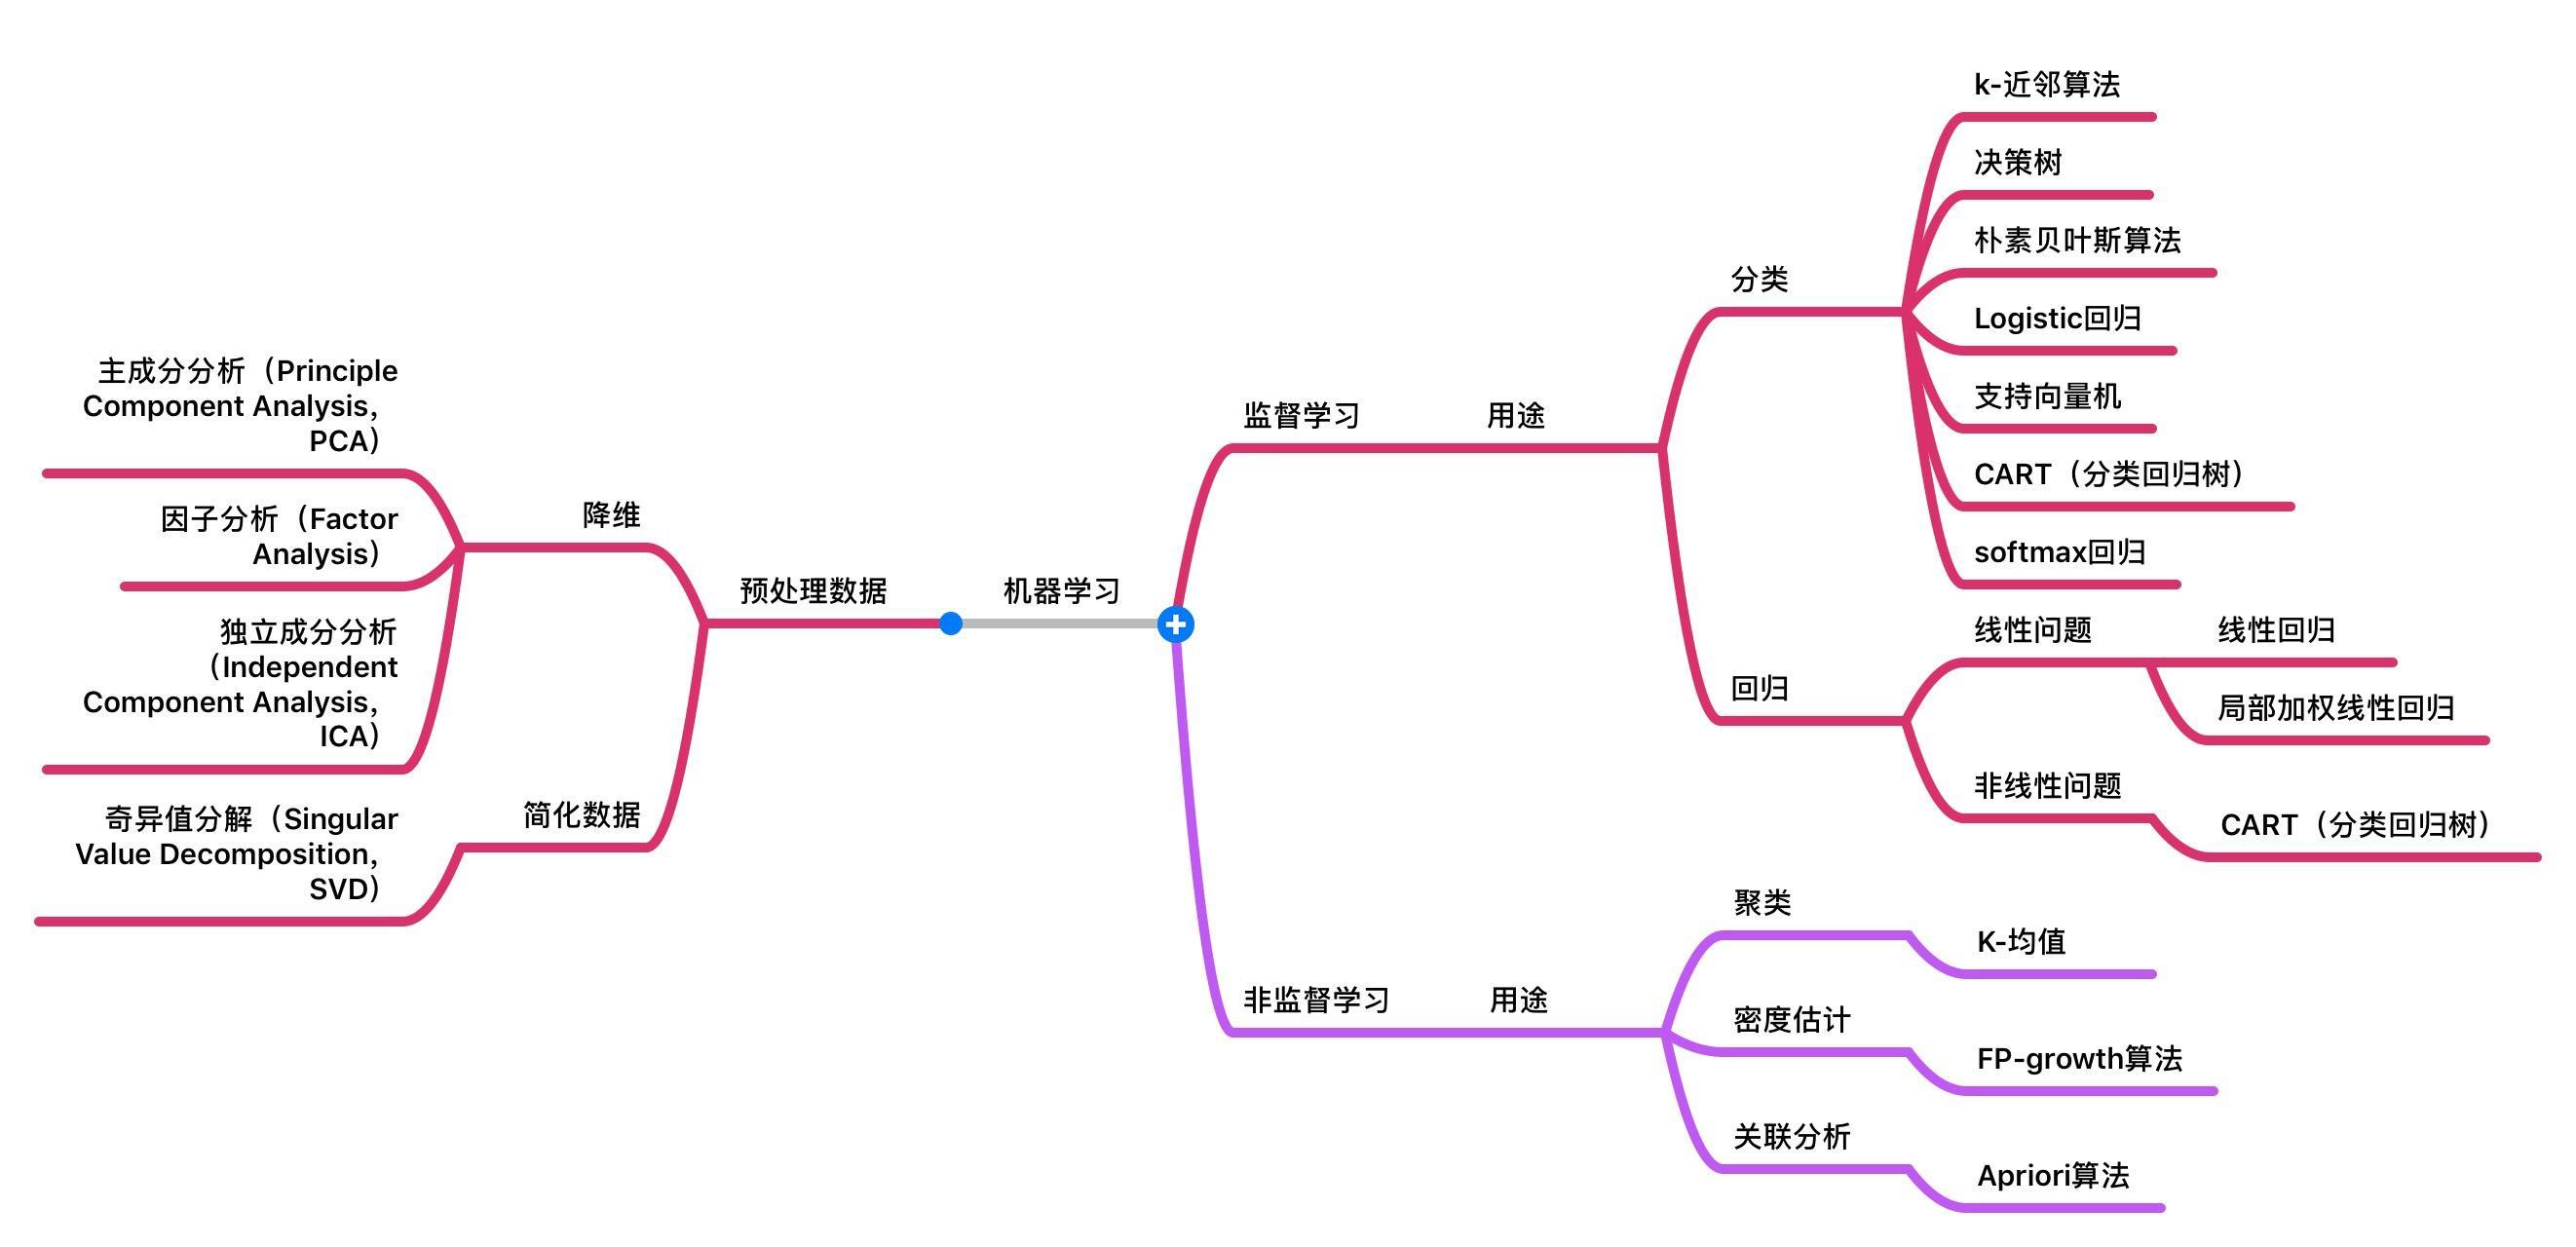 机器学习
预处理数据
降维
主成分分析（Principle
Component Analysis，
PCA）
因子分析（Factor
Analysis）
独立成分分析
（Independent
Component Analysis，
ICA）
简化数据
奇异值分解（Singular
Value Decomposition，
SVD）
监督学习
用途
分类
k-近邻算法
决策树
朴素贝叶斯算法
Logistic回归
支持向量机
CART（分类回归树）
softmax回归
回归
线性问题
线性回归
局部加权线性回归
非线性问题
CART（分类回归树）
非监督学习
用途
聚类
K-均值
密度估计
FP-growth算法
关联分析
Apriori算法